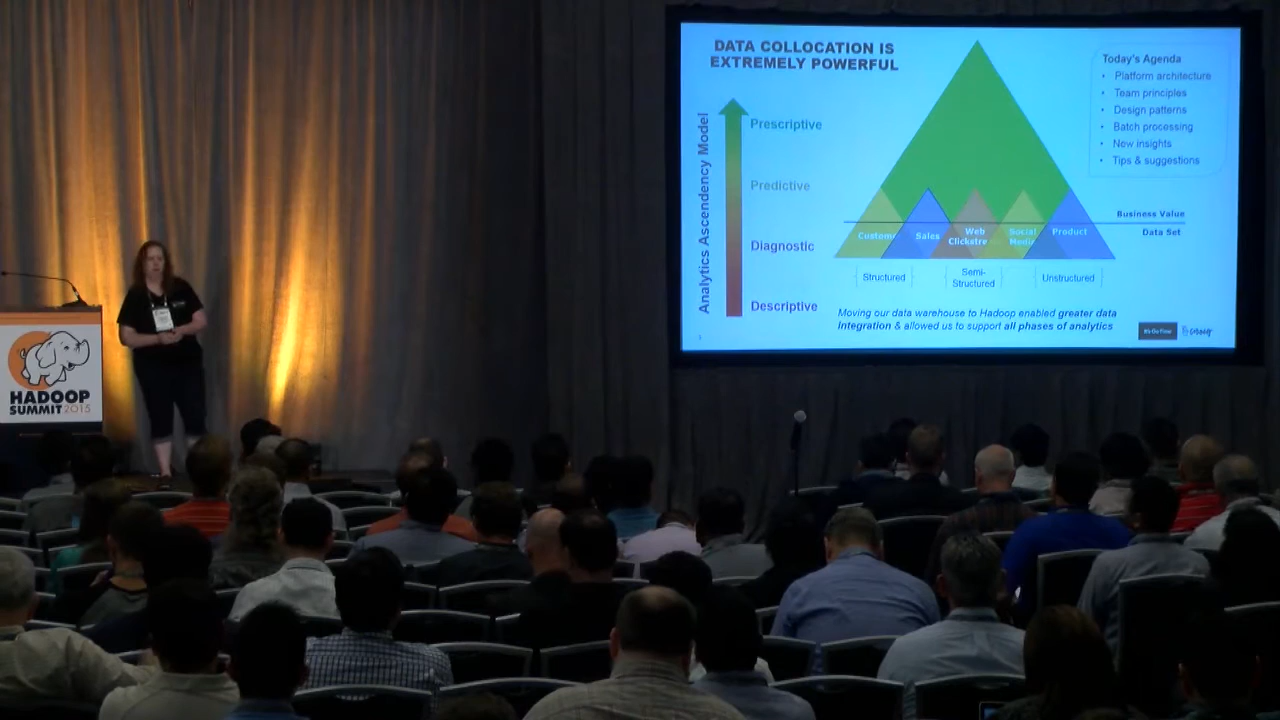 DATA COLLOCATION IS
EXTREMELY POWERFUL
Today's Agenda
• Platform architecture
• Team principles
• Design patterns
• Batch processing
• New insights
• Tips & suggestions
Analytics Ascendency Model
Prescriptive
Predictive
Diagnostic
Descriptive
Business Value
Data Set
Custom
Sales
Web
Clickstre
Social
Media
Product
Structured
Semi-
Structured
Unstructured
Moving our data warehouse to Hadoop enabled greater data
integration & allowed us to support all phases of analytics
HADOOP
SUMMIT 2015